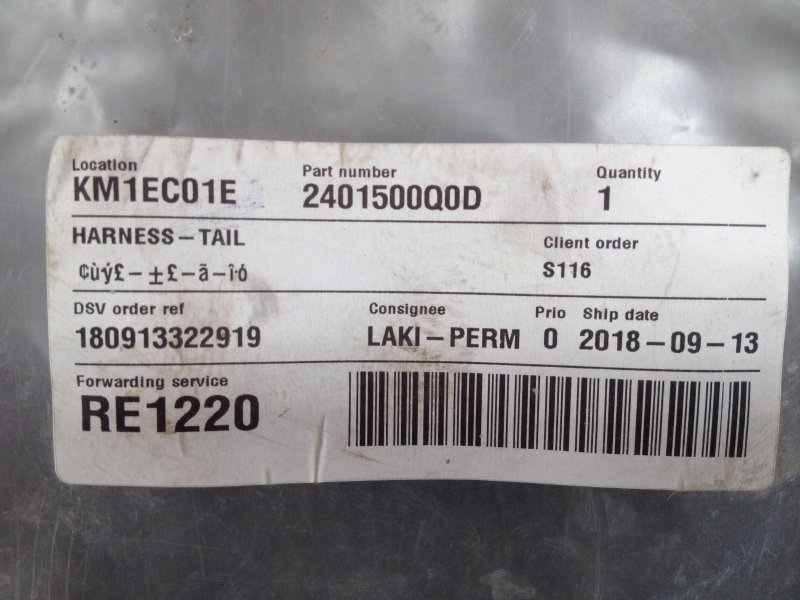 Location Part number Quantity
KM1EC01E 2401500Q0D 1
HARNESS-TAIL Client order
¢ùý£-±£-ã-î·ó S116
DSV order ref Consignee Prio Ship date
180913322919 LAKI-PERM 0 2018-09-13
Forwarding service
RE1220